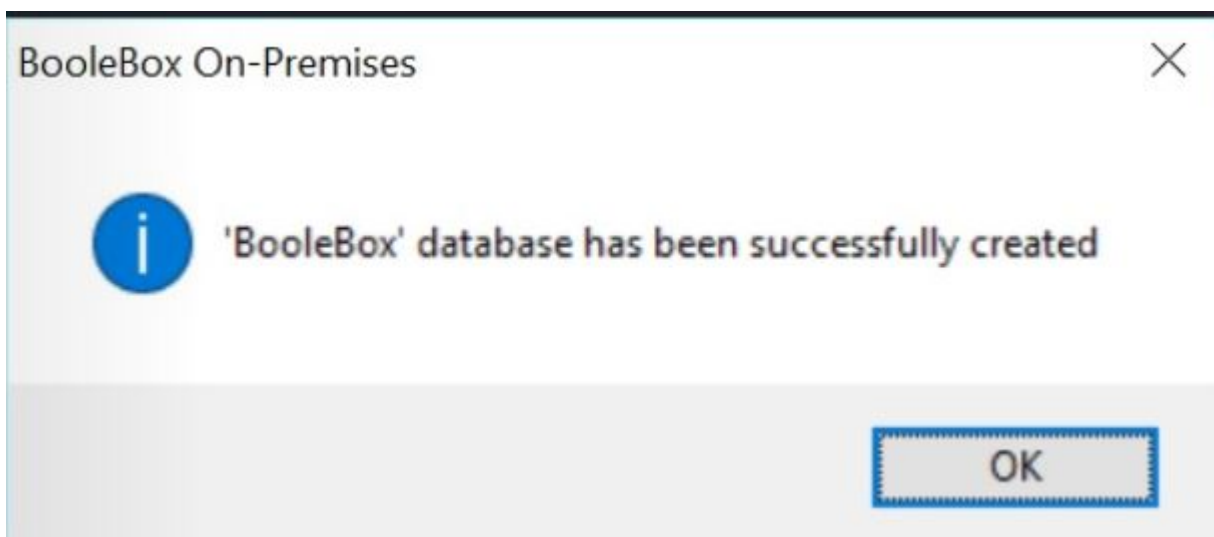 BooleBox On-Premises
'BooleBox' database has been successfully created
OK